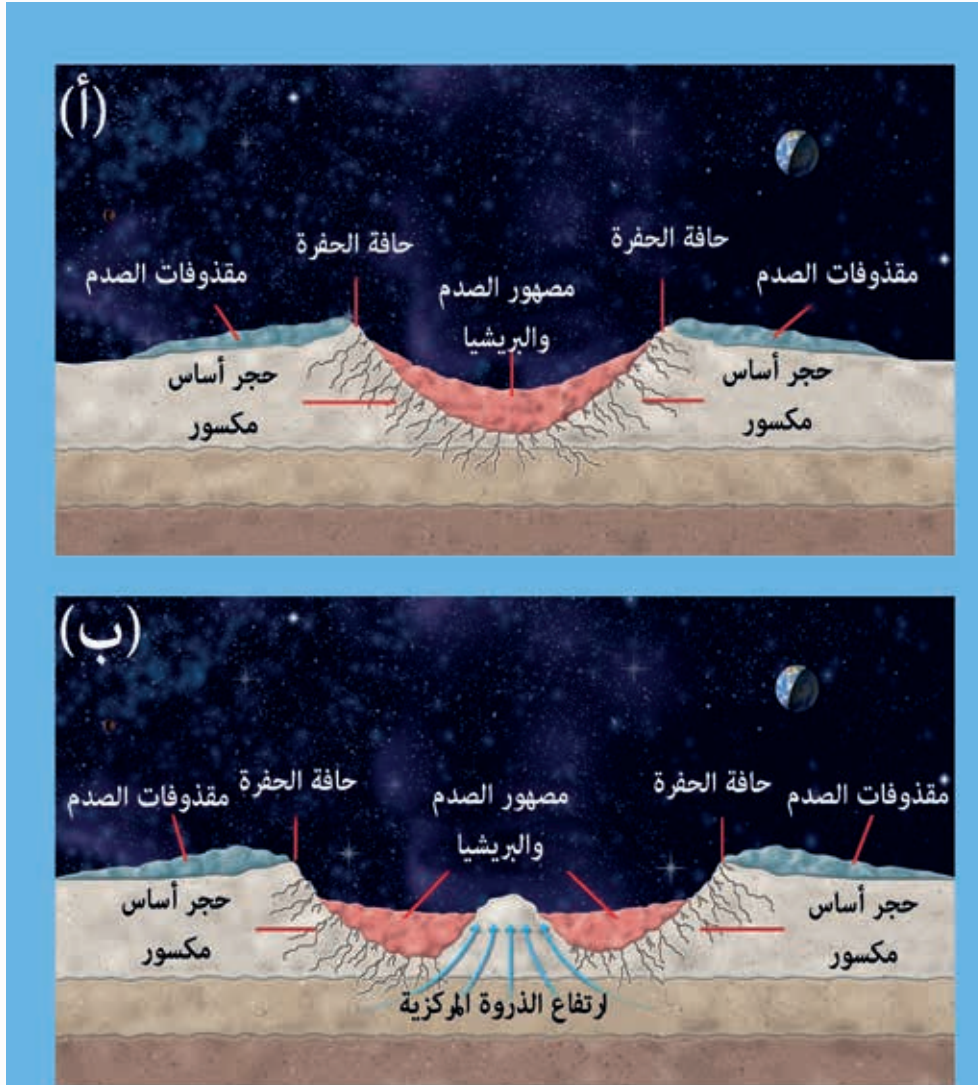 (أ)
حافة الحفرة
حافة الحفرة
مقذوفات الصدم
مقذوفات الصدم
مصهور الصدم
والبريشيا
حجر أساس
مكسور
حجر أساس
مكسور
(ب)
حافة الحفرة
حافة الحفرة
مقذوفات الصدم
مقذوفات الصدم
مصهور الصدم
والبريشيا
حجر أساس
مكسور
حجر أساس
مكسور
ارتفاع الذروة المركزية